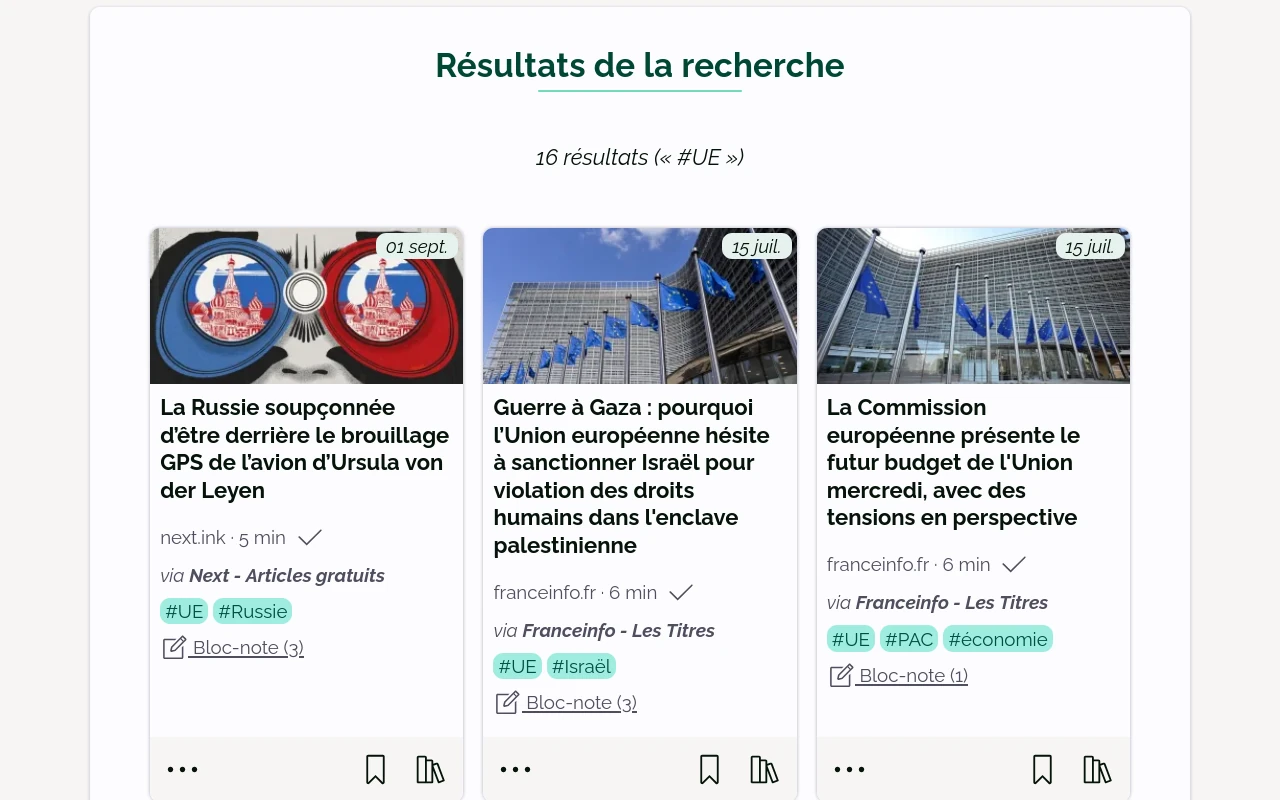 Résultats de la recherche
16 résultats (« #UE »)
01 sept.
La Russie soupçonnée
d’être derrière le brouillage
GPS de l’avion d’Ursula von
der Leyen
next.ink · 5 min
via Next - Articles gratuits
#UE #Russie
Bloc-note (3)
15 juil.
Guerre à Gaza : pourquoi
l’Union européenne hésite
à sanctionner Israël pour
violation des droits
humains dans l'enclave
palestinienne
franceinfo.fr · 6 min
via Franceinfo - Les Titres
#UE #Israël
Bloc-note (3)
15 juil.
La Commission
européenne présente le
futur budget de l'Union
mercredi, avec des
tensions en perspective
franceinfo.fr · 6 min
via Franceinfo - Les Titres
#UE #PAC #économie
Bloc-note (1)